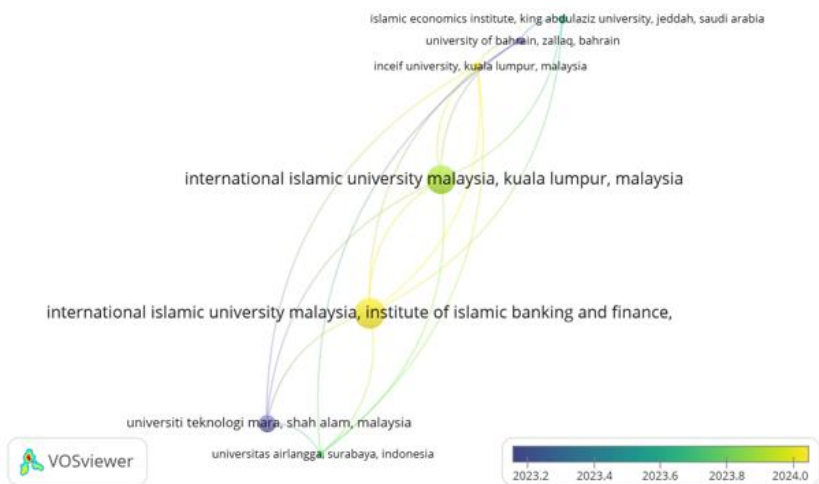 islamic economics institute, king abdulaziz university, jeddah, saudi arabia
university of bahrain, zallaq, bahrain
inceif university, kuala lumpur, malaysia
international islamic university malaysia, kuala lumpur, malaysia
international islamic university malaysia, institute of islamic banking and finance,
universiti teknologi mara, shah alam, malaysia
universitas airlangga, surabaya, indonesia
VOSviewer
2023.2 2023.4 2023.6 2023.8 2024.0